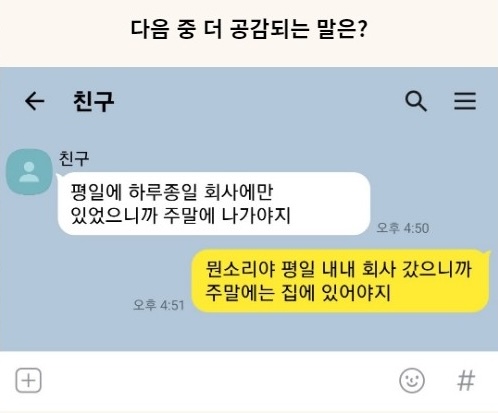 다음 중 더 공감되는 말은?
친구
친구
평일에 하루종일 회사에만
있었으니까 주말에 나가야지
오후 4:50
뭔소리야 평일 내내 회사 갔으니까
주말에는 집에 있어야지
오후 4:51
#